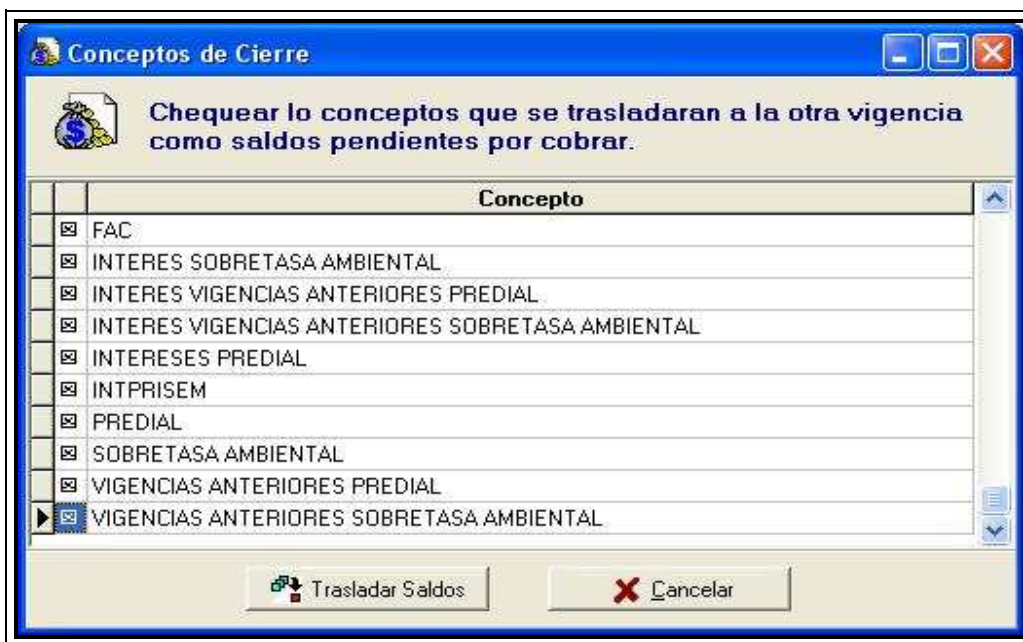 Conceptos de Cierre
Chequear lo conceptos que se trasladaran a la otra vigencia
como saldos pendientes por cobrar.
Concepto
FAC
INTERES SOBRETASA AMBIENTAL
INTERES VIGENCIAS ANTERIORES PREDIAL
INTERES VIGENCIAS ANTERIORES SOBRETASA AMBIENTAL
INTERESES PREDIAL
INTPRISEM
PREDIAL
SOBRETASA AMBIENTAL
VIGENCIAS ANTERIORES PREDIAL
VIGENCIAS ANTERIORES SOBRETASA AMBIENTAL
Trasladar Saldos Cancelar